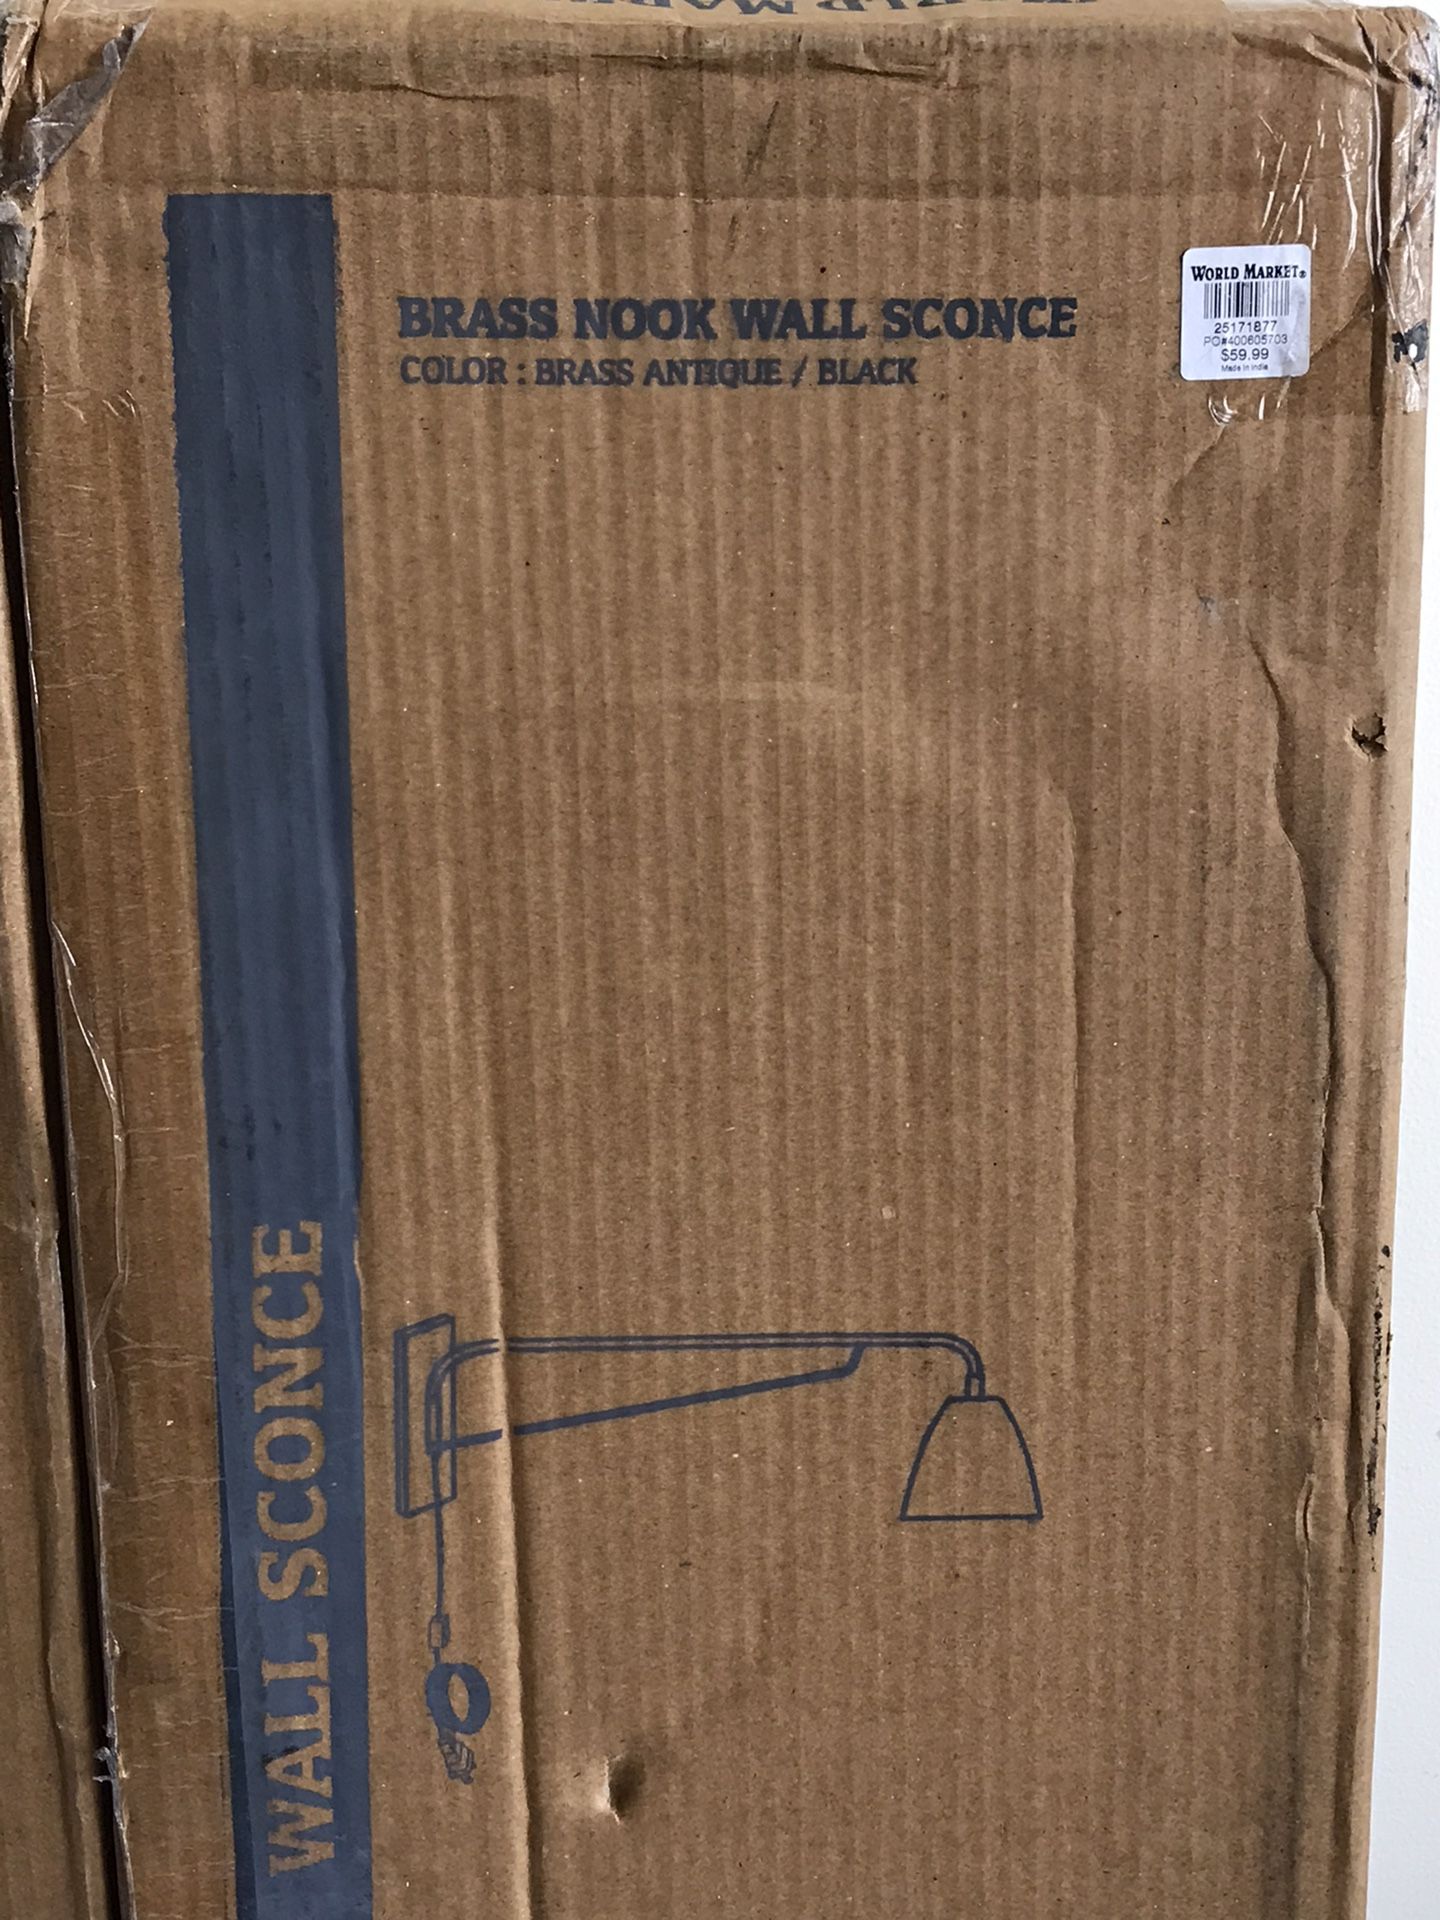 BRASS NOOK WALL SCONCE
COLOR : BRASS ANTIQUE / BLACK
WORLD MARKET®
25171877
PO#400605703
$59.99
Made in India
WALL SCONCE